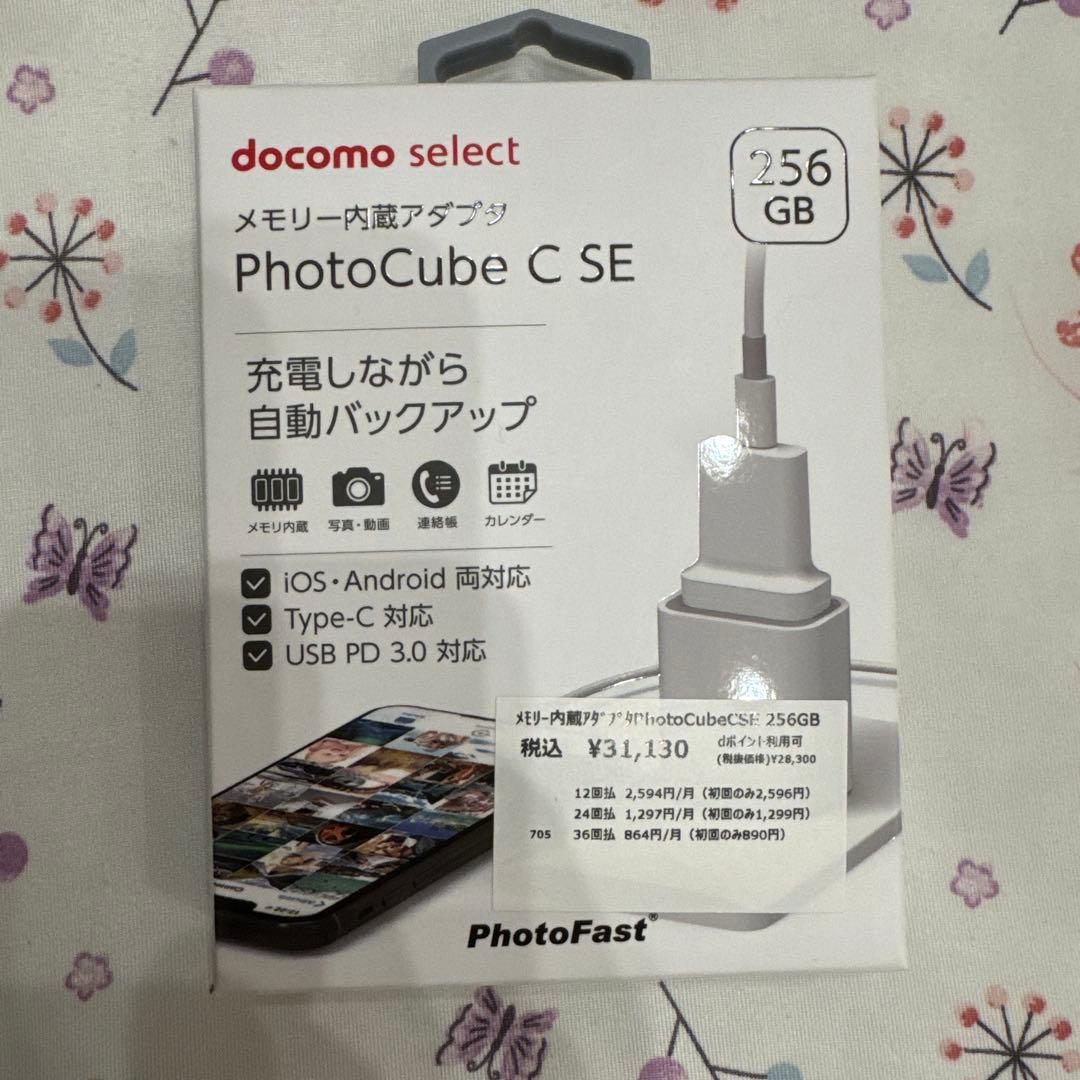 docomo select
256
GB
メモリー内蔵アダプタ
PhotoCube C SE
充電しながら
自動バックアップ
メモリ内蔵 写真・動画 連絡帳 カレンダー
iOS・Android 両対応
Type-C 対応
USB PD 3.0 対応
ﾒﾓﾘｰ内蔵ｱﾀﾞﾌﾟﾀPhotoCubeCSE 256GB
税込 ¥31,130 dポイント利用可
(税抜価格)¥28,300
12回払 2,594円/月（初回のみ2,596円）
24回払 1,297円/月（初回のみ1,299円）
705 36回払 864円/月（初回のみ890円）
PhotoFast®